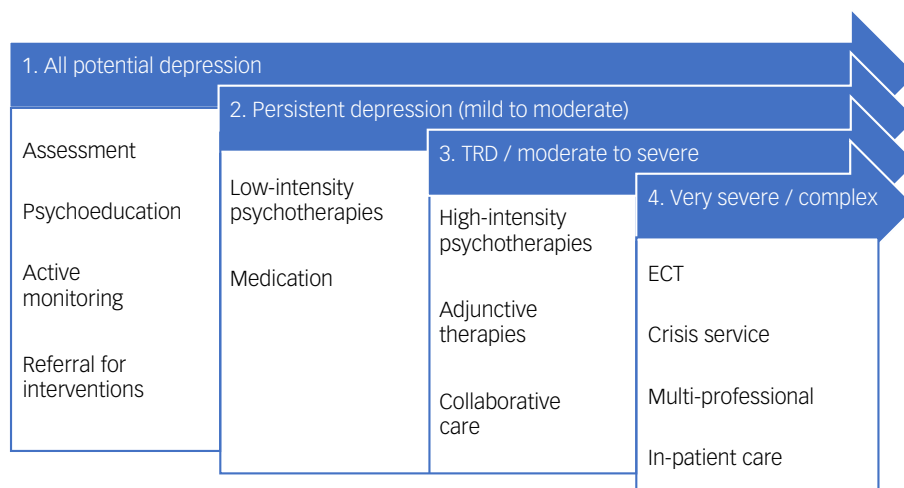 1. All potential depression
Assessment
Psychoeducation
Active
monitoring
Referral for
interventions
2. Persistent depression (mild to moderate)
Low-intensity
psychotherapies
Medication
3. TRD / moderate to severe
High-intensity
psychotherapies
Adjunctive
therapies
Collaborative
care
4. Very severe / complex
ECT
Crisis service
Multi-professional
In-patient care